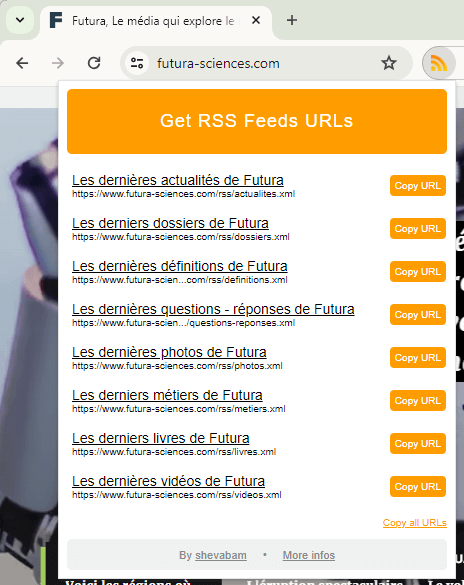 Futura, Le média qui explore le
futura-sciences.com
Get RSS Feeds URLs
Les dernières actualités de Futura
https://www.futura-sciences.com/rss/actualites.xml
Copy URL
Les derniers dossiers de Futura
https://www.futura-sciences.com/rss/dossiers.xml
Copy URL
Les dernières définitions de Futura
https://www.futura-scien...com/rss/definitions.xml
Copy URL
Les dernières questions - réponses de Futura
https://www.futura-scien.../questions-reponses.xml
Copy URL
Les dernières photos de Futura
https://www.futura-sciences.com/rss/photos.xml
Copy URL
Les derniers métiers de Futura
https://www.futura-sciences.com/rss/metiers.xml
Copy URL
Les derniers livres de Futura
https://www.futura-sciences.com/rss/livres.xml
Copy URL
Les dernières vidéos de Futura
https://www.futura-sciences.com/rss/videos.xml
Copy URL
Copy all URLs
By shevabam • More infos
Voici les régions où L'éruption spectaculaire Le vo